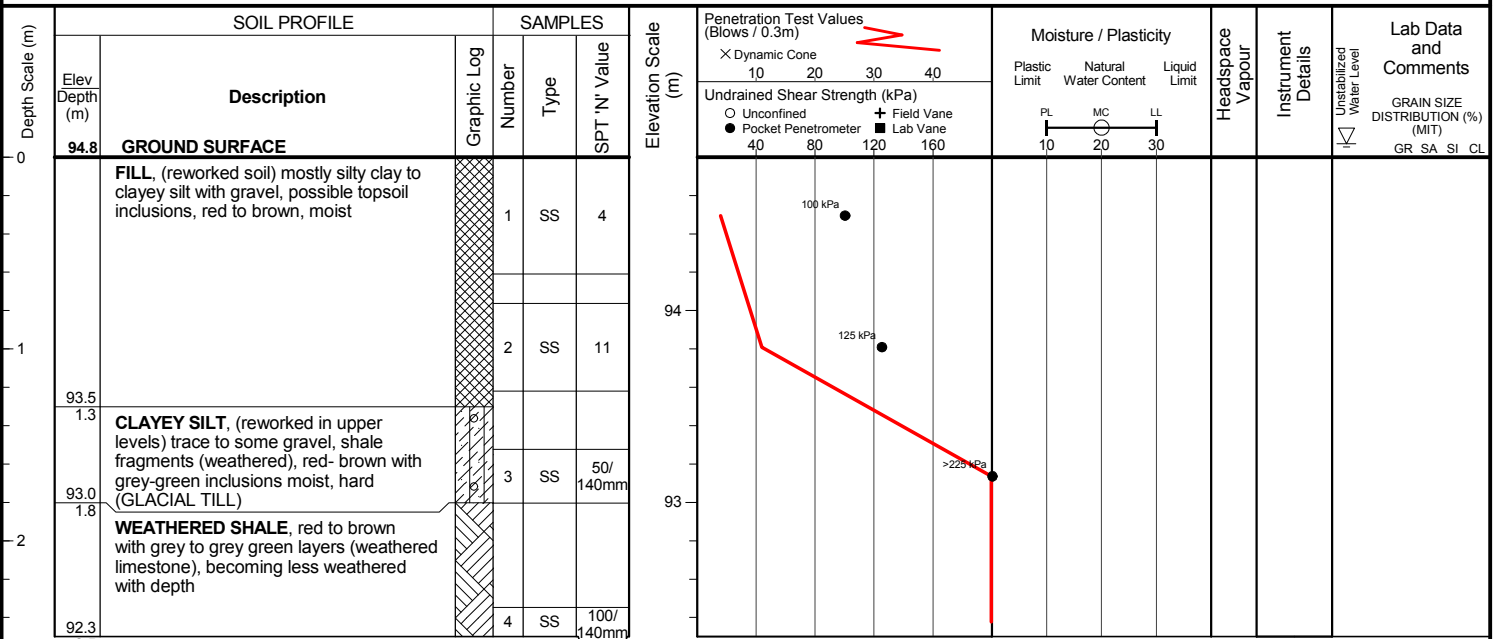 SOIL PROFILE
SAMPLES
Depth Scale (m)
Elev
Depth
(m)
Description
Graphic Log
Number
Type
SPT 'N' Value
Elevation Scale
(m)
Penetration Test Values
(Blows / 0.3m)
× Dynamic Cone
10 20 30 40
Undrained Shear Strength (kPa)
○ Unconfined + Field Vane
● Pocket Penetrometer ■ Lab Vane
40 80 120 160
Moisture / Plasticity
Plastic Natural Liquid
Limit Water Content Limit
PL MC LL
10 20 30
Headspace
Vapour
Instrument
Details
Unstabilized
Water Level
Lab Data
and
Comments
GRAIN SIZE
DISTRIBUTION (%)
(MIT)
GR SA SI CL
94.8 GROUND SURFACE
0
FILL, (reworked soil) mostly silty clay to
clayey silt with gravel, possible topsoil
inclusions, red to brown, moist
1 SS 4
100 kPa
94
1
2 SS 11
125 kPa
93.5
1.3
CLAYEY SILT, (reworked in upper
levels) trace to some gravel, shale
fragments (weathered), red- brown with
grey-green inclusions moist, hard
(GLACIAL TILL)
3 SS 50/
140mm
>225 kPa
93.0
1.8
93
WEATHERED SHALE, red to brown
with grey to grey green layers (weathered
limestone), becoming less weathered
with depth
2
4 SS 100/
140mm
92.3